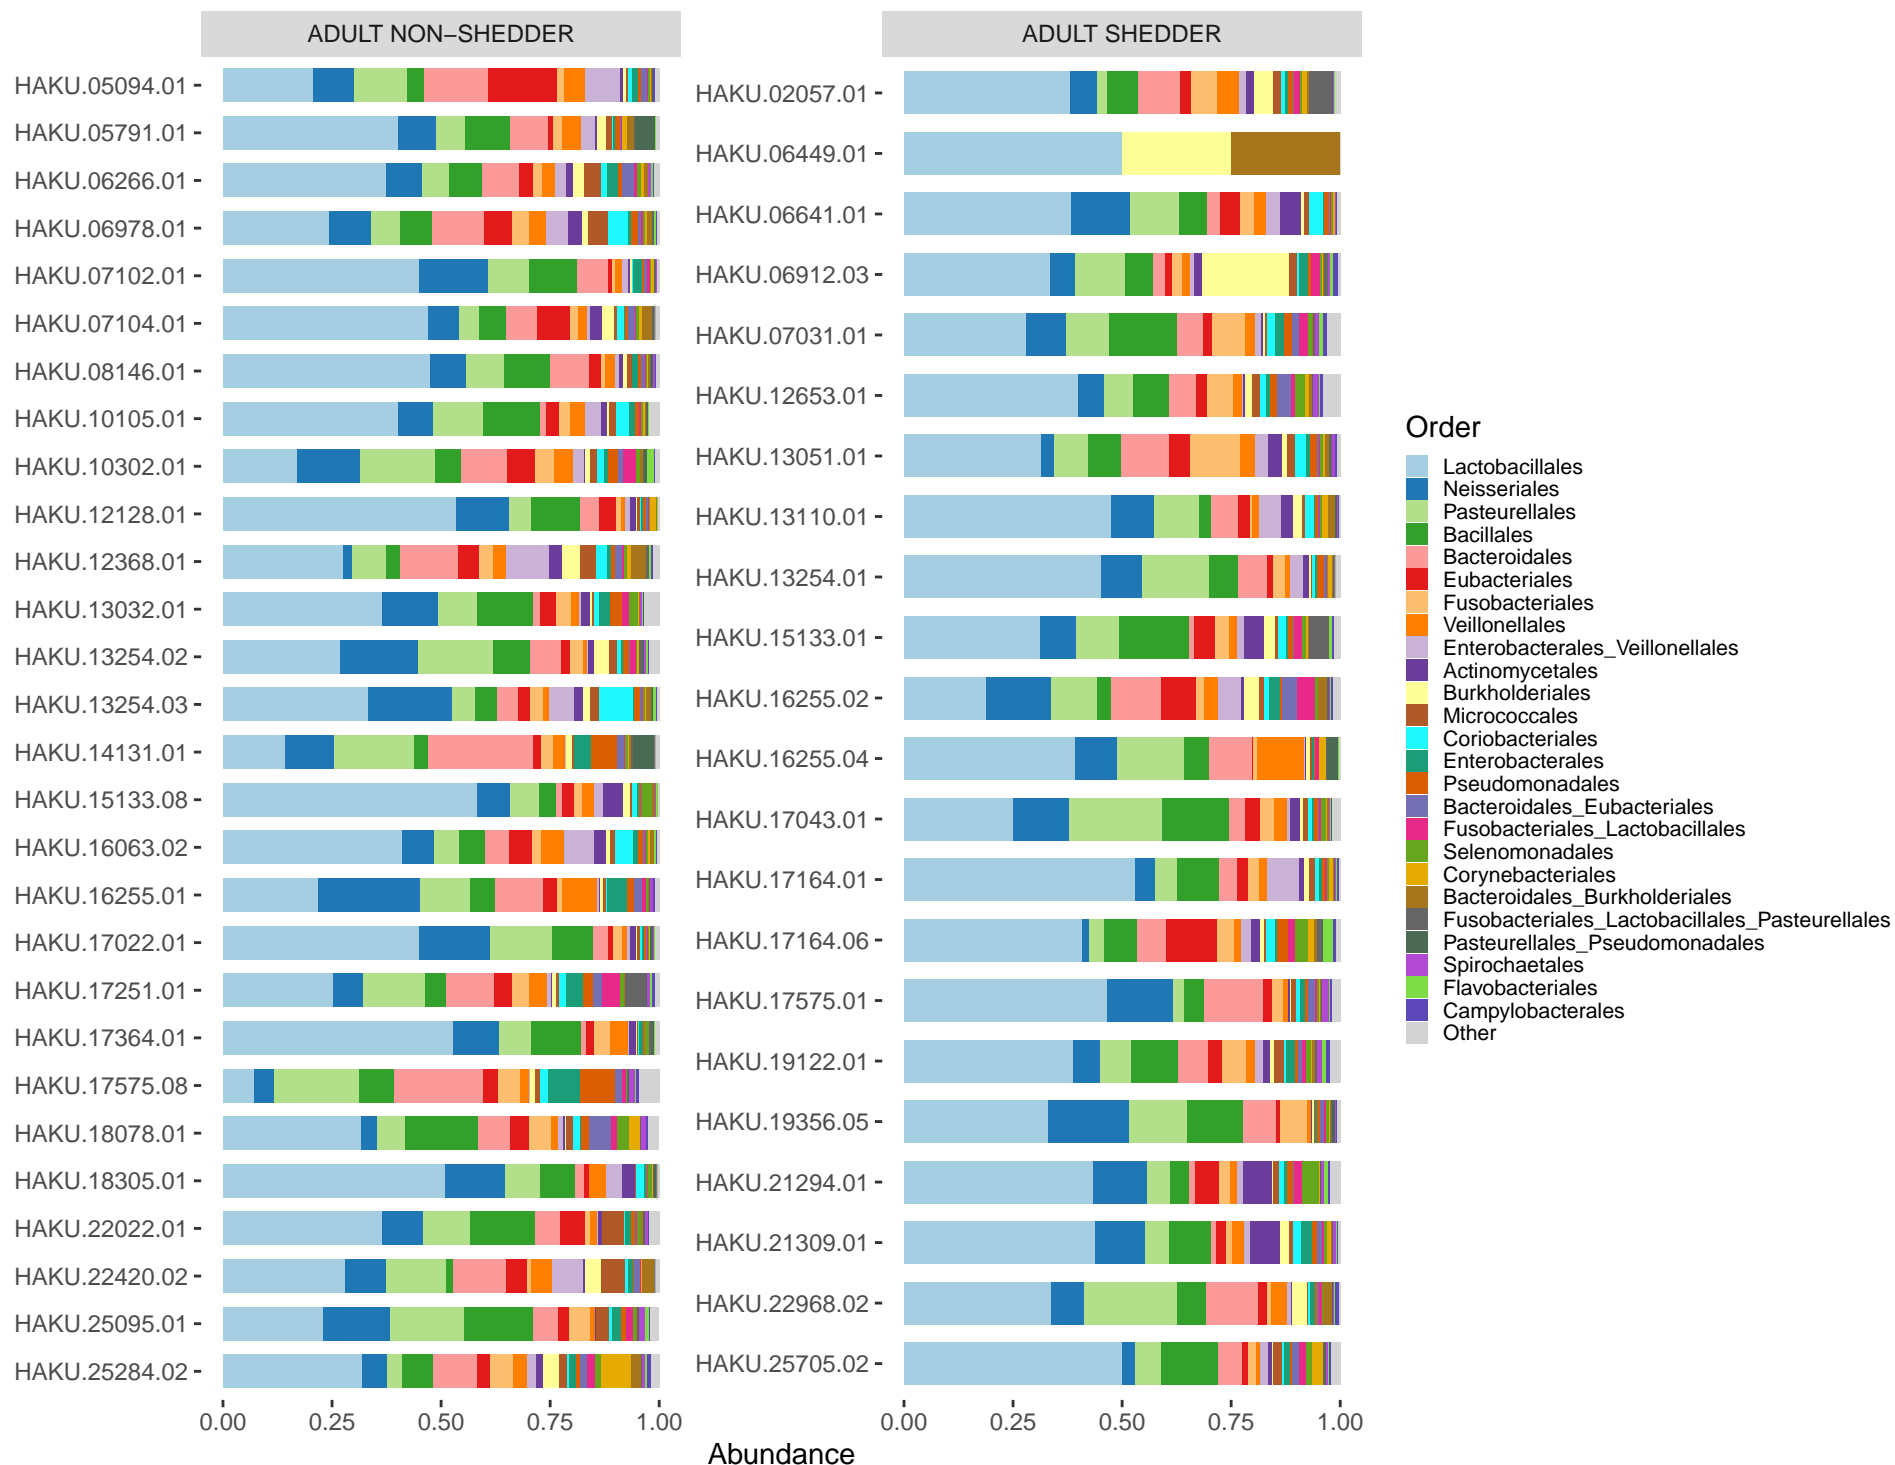 ADULT NON−SHEDDER
HAKU.05094.01
HAKU.05791.01
HAKU.06266.01
HAKU.06978.01
HAKU.07102.01
HAKU.07104.01
HAKU.08146.01
HAKU.10105.01
HAKU.10302.01
HAKU.12128.01
HAKU.12368.01
HAKU.13032.01
HAKU.13254.02
HAKU.13254.03
HAKU.14131.01
HAKU.15133.08
HAKU.16063.02
HAKU.16255.01
HAKU.17022.01
HAKU.17251.01
HAKU.17364.01
HAKU.17575.08
HAKU.18078.01
HAKU.18305.01
HAKU.22022.01
HAKU.22420.02
HAKU.25095.01
HAKU.25284.02
0.00 0.25 0.50 0.75 1.00
ADULT SHEDDER
HAKU.02057.01
HAKU.06449.01
HAKU.06641.01
HAKU.06912.03
HAKU.07031.01
HAKU.12653.01
HAKU.13051.01
HAKU.13110.01
HAKU.13254.01
HAKU.15133.01
HAKU.16255.02
HAKU.16255.04
HAKU.17043.01
HAKU.17164.01
HAKU.17164.06
HAKU.17575.01
HAKU.19122.01
HAKU.19356.05
HAKU.21294.01
HAKU.21309.01
HAKU.22968.02
HAKU.25705.02
0.00 0.25 0.50 0.75 1.00
Abundance
Order
Lactobacillales
Neisseriales
Pasteurellales
Bacillales
Bacteroidales
Eubacteriales
Fusobacteriales
Veillonellales
Enterobacterales_Veillonellales
Actinomycetales
Burkholderiales
Micrococcales
Coriobacteriales
Enterobacterales
Pseudomonadales
Bacteroidales_Eubacteriales
Fusobacteriales_Lactobacillales
Selenomonadales
Corynebacteriales
Bacteroidales_Burkholderiales
Fusobacteriales_Lactobacillales_Pasteurellales
Pasteurellales_Pseudomonadales
Spirochaetales
Flavobacteriales
Campylobacterales
Other